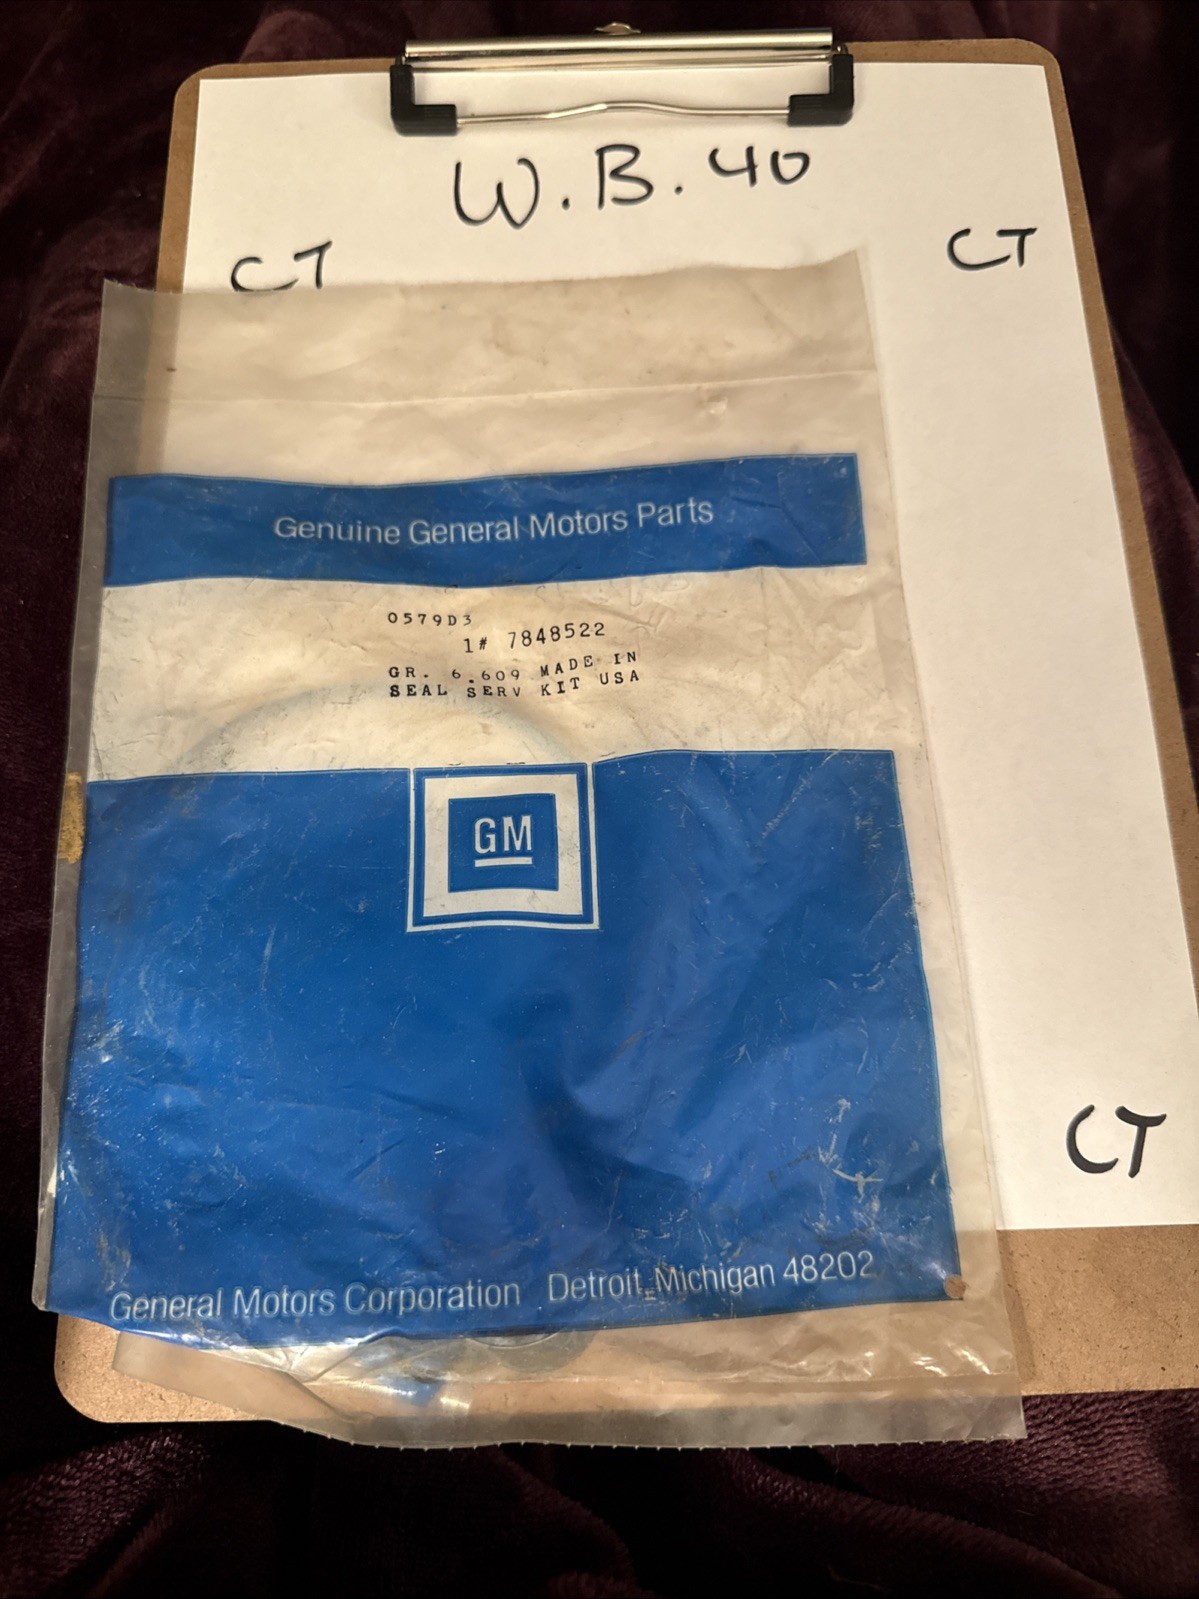 W.B.40
CT
CT
Genuine General Motors Parts
0579D3
1# 7848522
GR. 6.609 MADE IN
SEAL SERV KIT USA
GM
CT
General Motors Corporation Detroit, Michigan 48202